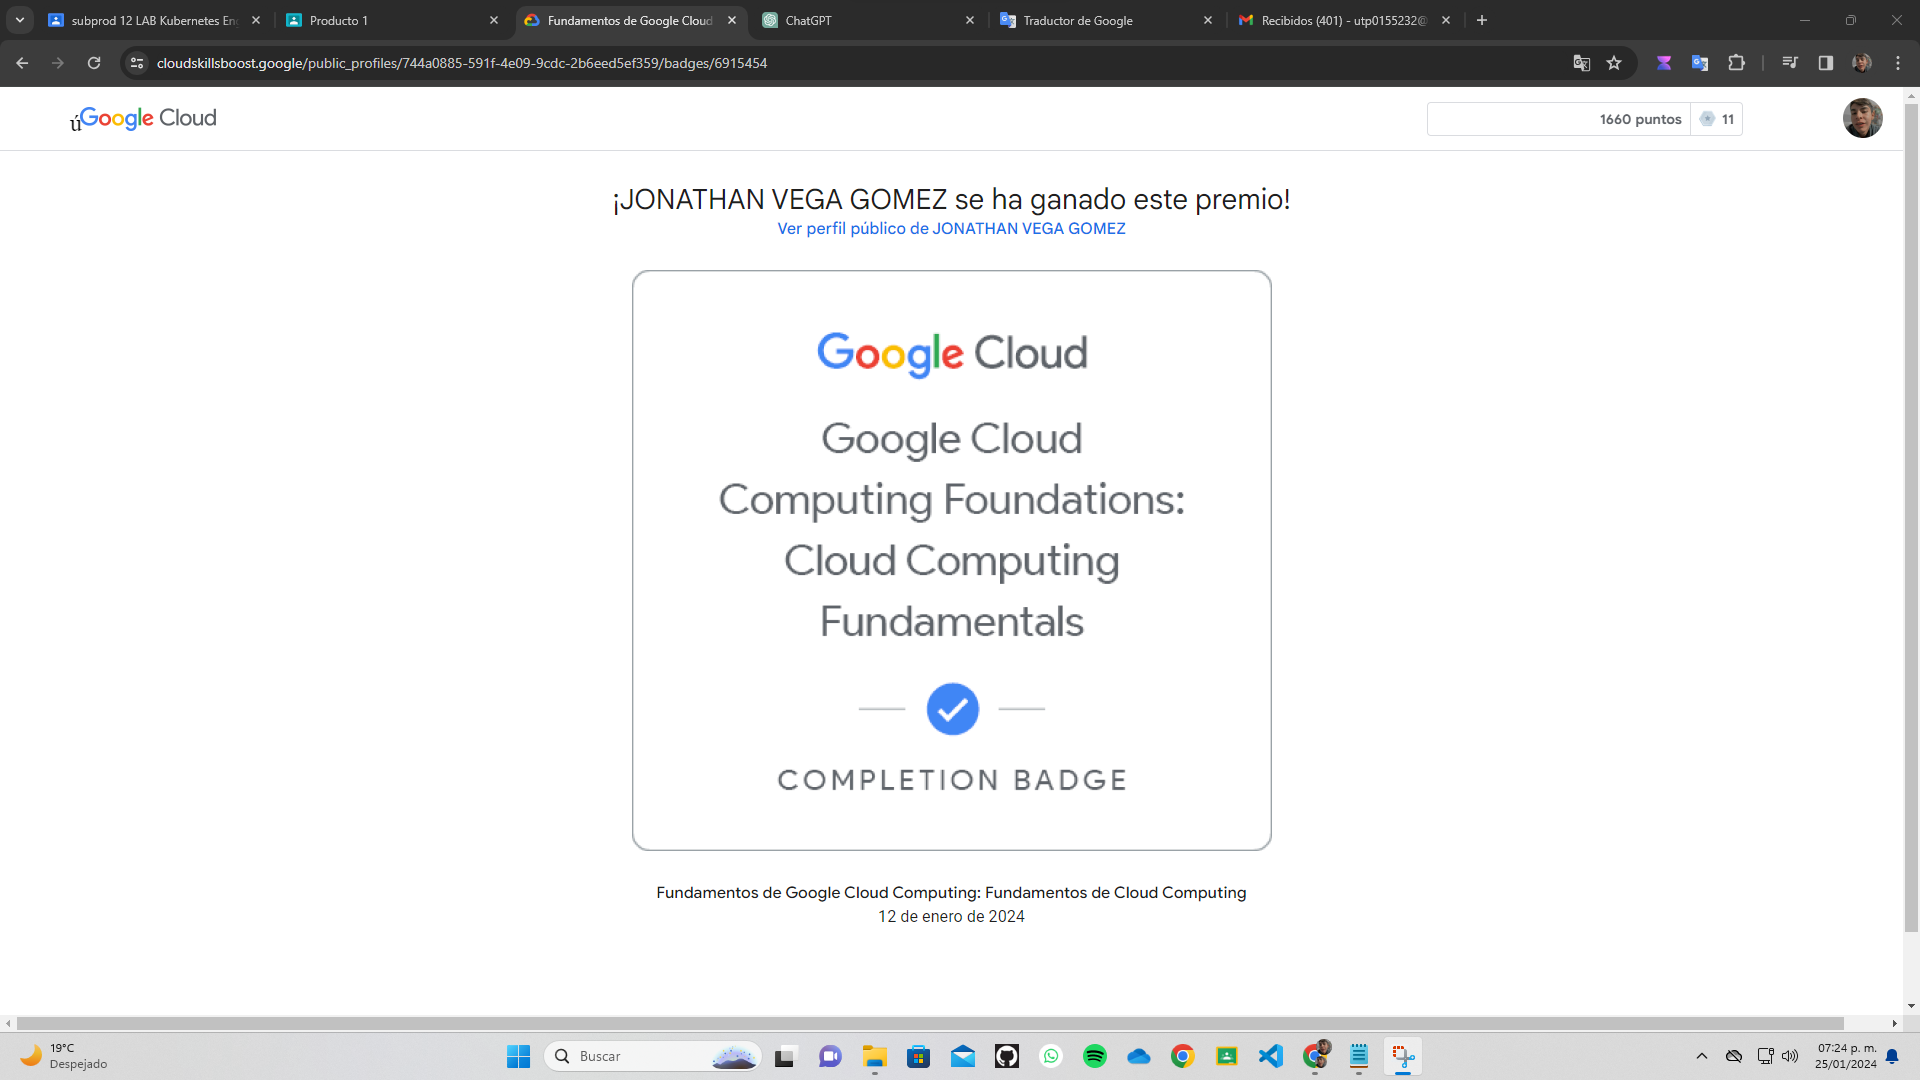 subprod 12 LAB Kubernetes En
Producto 1
Fundamentos de Google Cloud
ChatGPT
Traductor de Google
Recibidos (401) - utp0155232@
cloudskillsboost.google/public_profiles/744a0885-591f-4e09-9cdc-2b6eed5ef359/badges/6915454
úGoogle Cloud
1660 puntos
11
¡JONATHAN VEGA GOMEZ se ha ganado este premio!
Ver perfil público de JONATHAN VEGA GOMEZ
Google Cloud
Google Cloud
Computing Foundations:
Cloud Computing
Fundamentals
COMPLETION BADGE
Fundamentos de Google Cloud Computing: Fundamentos de Cloud Computing
12 de enero de 2024
19°C
Despejado
Buscar
07:24 p. m.
25/01/2024